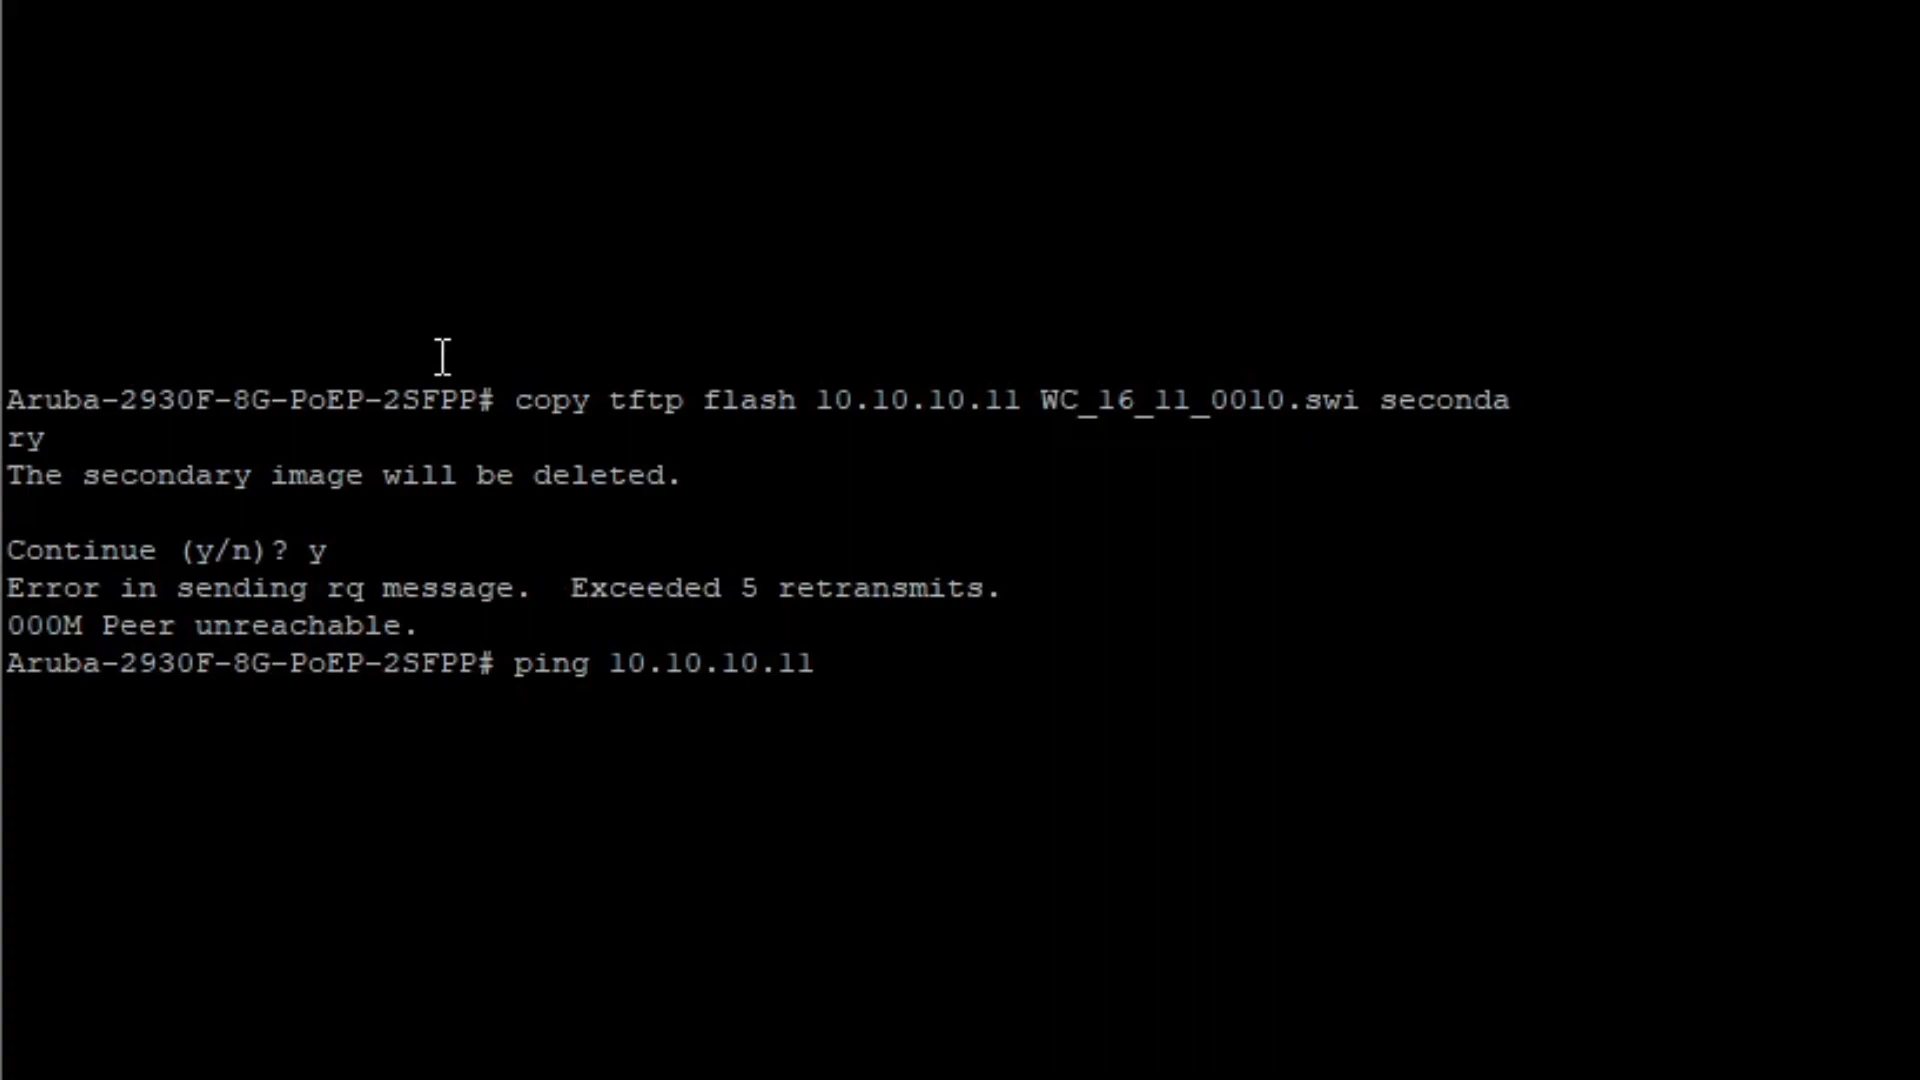 Aruba-2930F-8G-PoEP-2SFPP# copy tftp flash 10.10.10.11 WC_16_11_0010.swi seconda
ry
The secondary image will be deleted.
Continue (y/n)? y
Error in sending rq message.  Exceeded 5 retransmits.
000M Peer unreachable.
Aruba-2930F-8G-PoEP-2SFPP# ping 10.10.10.11